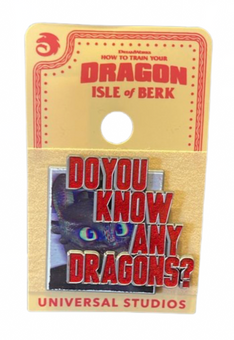 DreamWorks
HOW TO TRAIN YOUR
DRAGON
ISLE of BERK
DO YOU
KNOW
ANY
DRAGONS?
UNIVERSAL STUDIOS